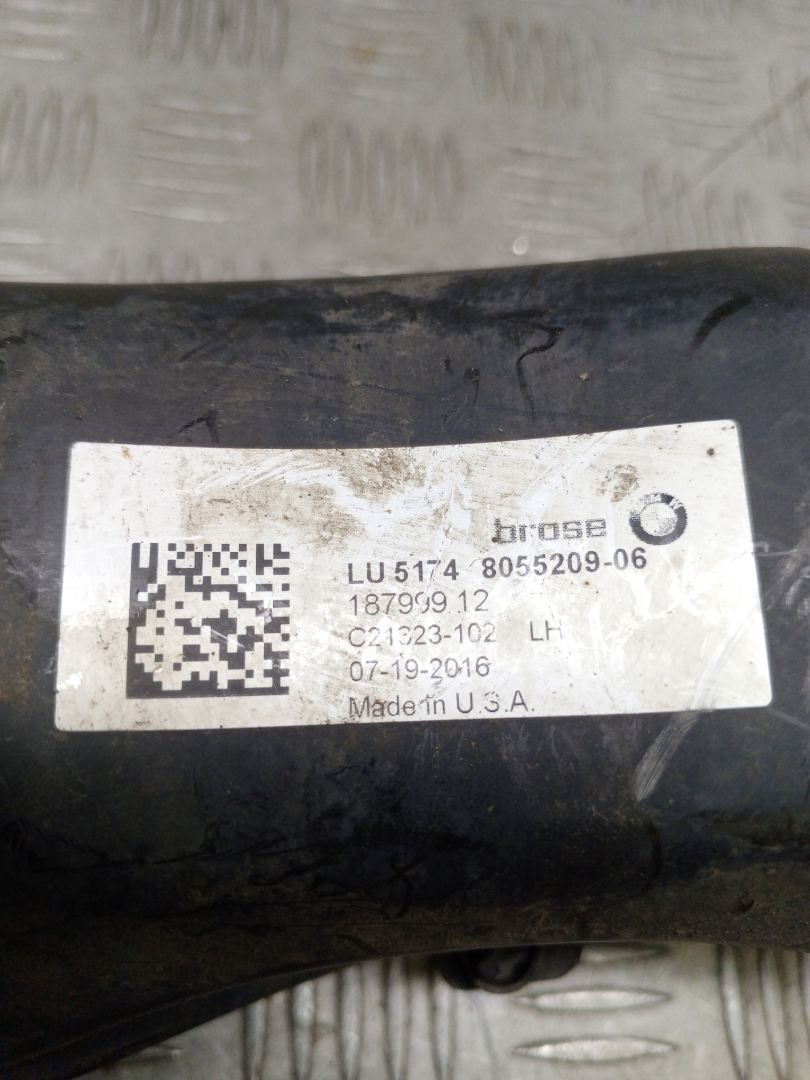 brose
LU 5174 8055209-06
187999.12
C21323-102 LH
07-19-2016
Made in U.S.A.